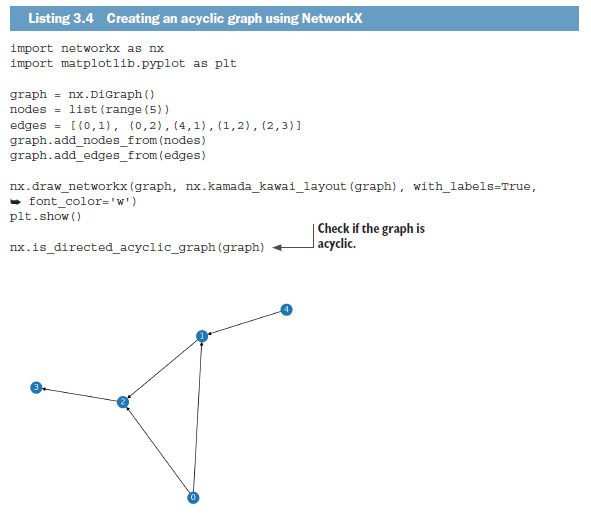 Listing 3.4 Creating an acyclic graph using NetworkX
import networkx as nx
import matplotlib.pyplot as plt
graph = nx.DiGraph()
nodes = list(range(5))
edges = [(0,1), (0,2),(4,1),(1,2),(2,3)]
graph.add_nodes_from(nodes)
graph.add_edges_from(edges)
nx.draw_networkx(graph, nx.kamada_kawai_layout(graph), with_labels=True,
➥ font_color='w')
plt.show()
Check if the graph is
nx.is_directed_acyclic_graph(graph)
acyclic.
4
1
3
2
0